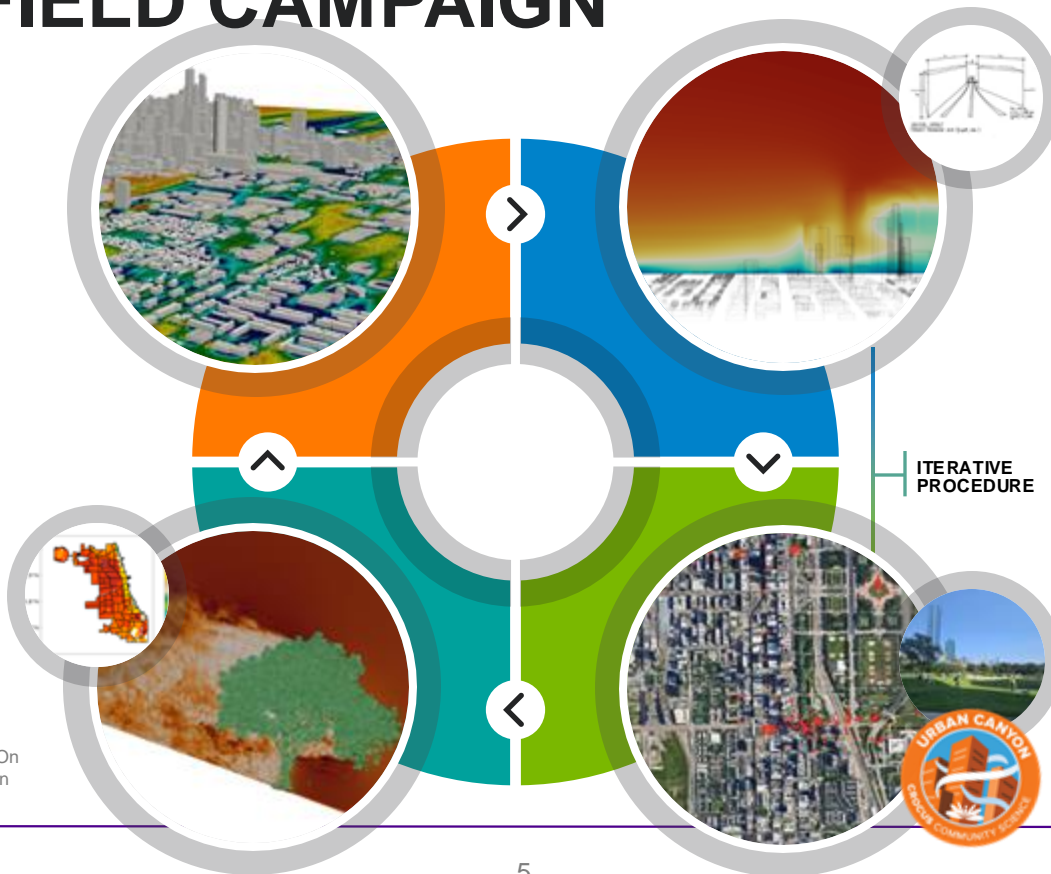 FIELD CAMPAIGN
ITERATIVE
PROCEDURE
On
n
URBAN CANYON
CROCUS COMMUNITY SCIENCE
5